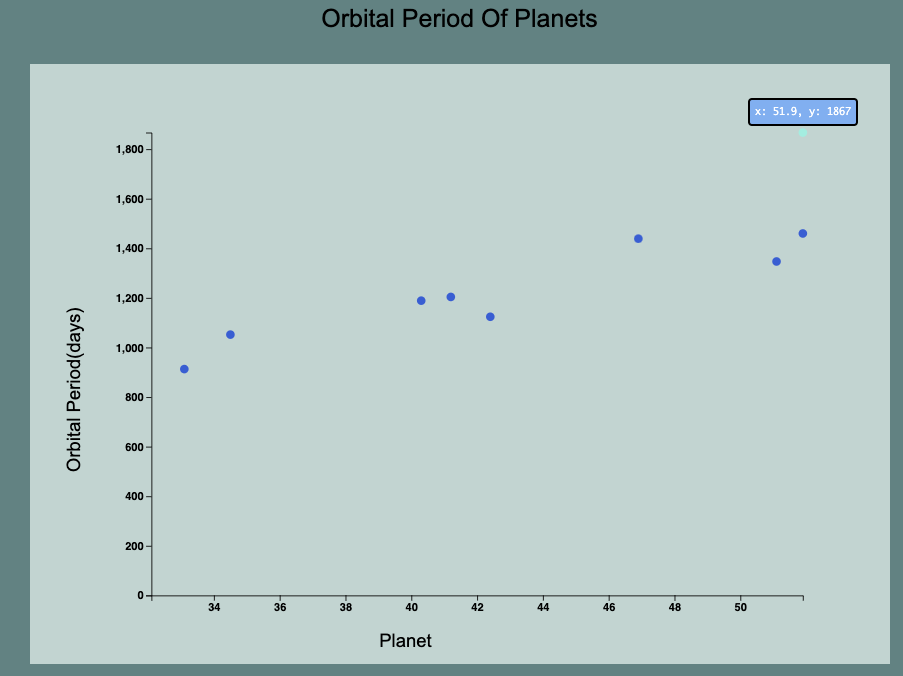 Orbital Period Of Planets
x: 51.9, y: 1867
1,800
1,600
1,400
1,200
1,000
800
600
400
200
0
Orbital Period(days)
34 36 38 40 42 44 46 48 50
Planet